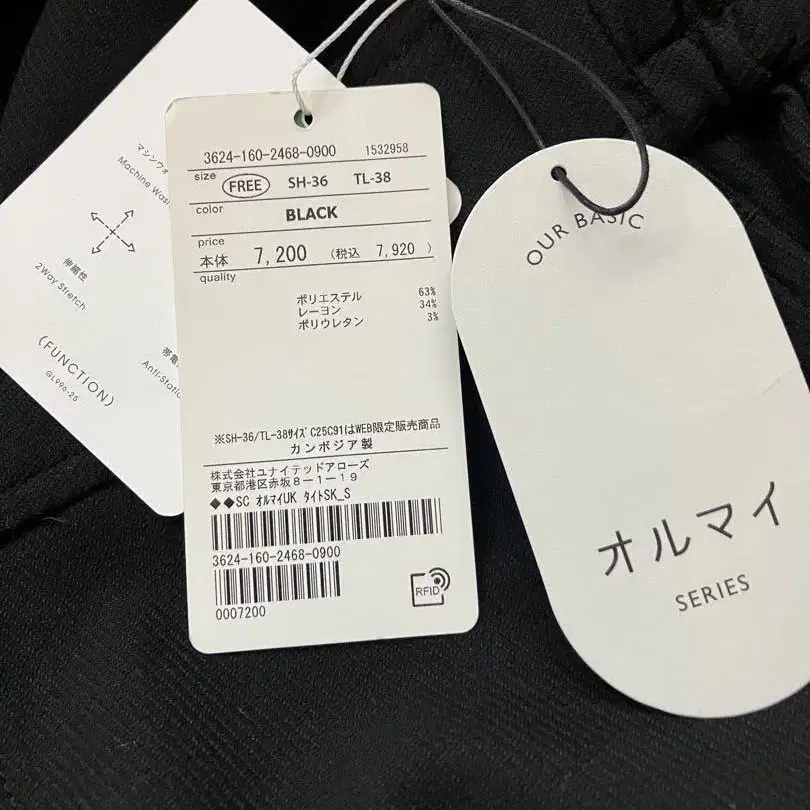 マシンウォ
Machine Wash
伸縮性
2Way Stretch
帯電
Anti-Static
(FUNCTION)
GL996-25
3624-160-2468-0900 1532958
size FREE SH-36 TL-38
color BLACK
price
本体 7,200 (税込 7,920 )
quality
ポリエステル 63%
レーヨン 34%
ポリウレタン 3%
※SH-36/TL-38ｻｲｽﾞC25C91はWEB限定販売商品
カンボジア製
株式会社ユナイテッドアローズ
東京都港区赤坂8-1-19
◆◆SC オルマイUK タイトSK_S
3624-160-2468-0900
0007200
RFID
OUR BASIC
オルマイ
SERIES